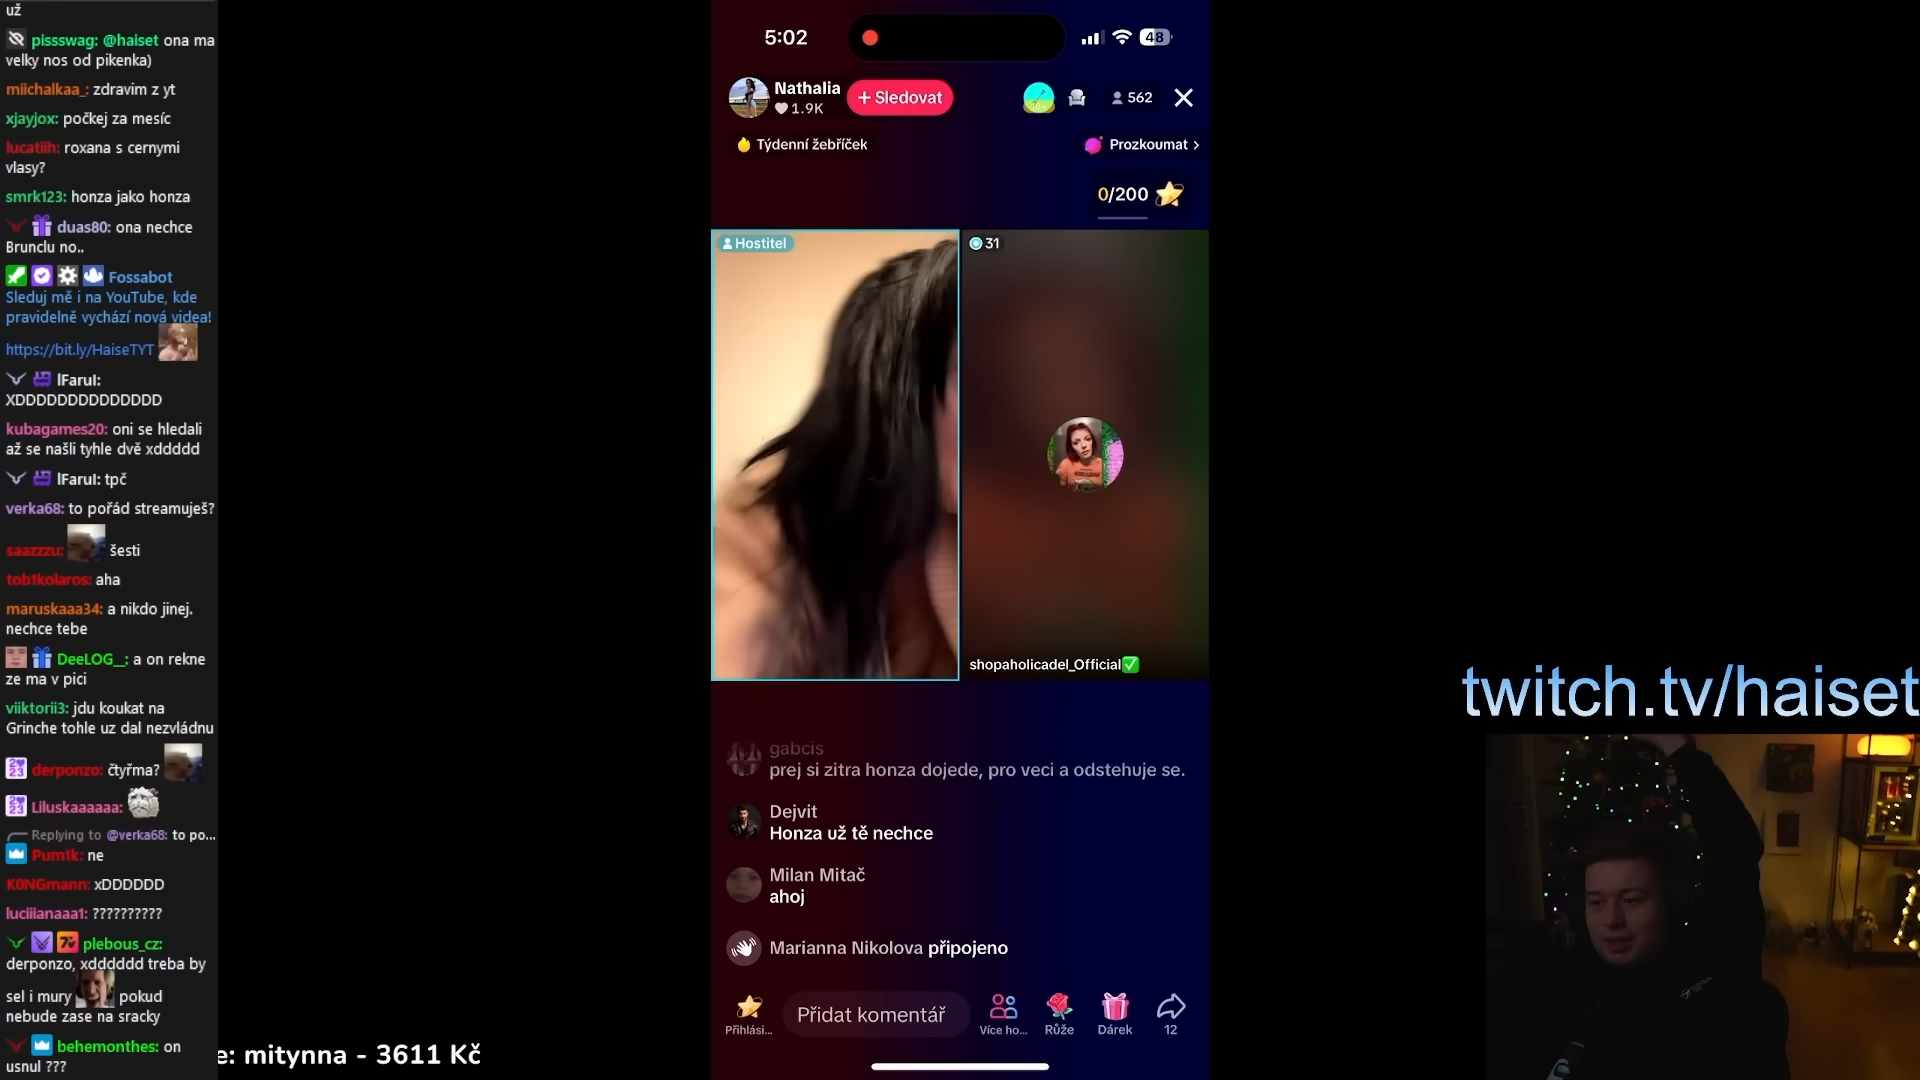 už
pissswag: @haiset ona ma
velky nos od pikenka)
miichalkaa_: zdravim z yt
xjayjox: počkej za mesíc
lucatiih: roxana s cernymi
vlasy?
smrk123: honza jako honza
duas80: ona nechce
Brunclu no..
Fossabot
Sleduj mě i na YouTube, kde
pravidelně vychází nová videa!
https://bit.ly/HaiseTYT
lFarul:
XDDDDDDDDDDDDDD
kubagames20: oni se hledali
až se našli tyhle dvě xddddd
lFarul: tpč
verka68: to pořád streamuješ?
saazzzu: šesti
tob1kolaros: aha
maruskaaa34: a nikdo jinej.
nechce tebe
DeeLOG__: a on rekne
ze ma v pici
viiktorii3: jdu koukat na
Grinche tohle uz dal nezvládnu
derponzo: čtyřma?
Liluskaaaaaa:
Replying to @verka68: to po...
Pum1k: ne
K0NGmann: xDDDDDD
luciiianaaa1: ??????????
plebous_cz:
derponzo, xdddddd treba by
sel i mury pokud
nebude zase na sracky
behemonthes: on
usnul ???
e: mitynna - 3611 Kč
5:02
48
Nathalia
1.9K
+ Sledovat
562
Týdenní žebříček
Prozkoumat >
0/200
Hostitel
31
shopaholicadel_Official
gabcis
prej si zitra honza dojede, pro veci a odstehuje se.
Dejvit
Honza už tě nechce
Milan Mitač
ahoj
Marianna Nikolova připojeno
Přihlási...
Přidat komentář
Více ho...
Růže
Dárek
12
twitch.tv/haiset